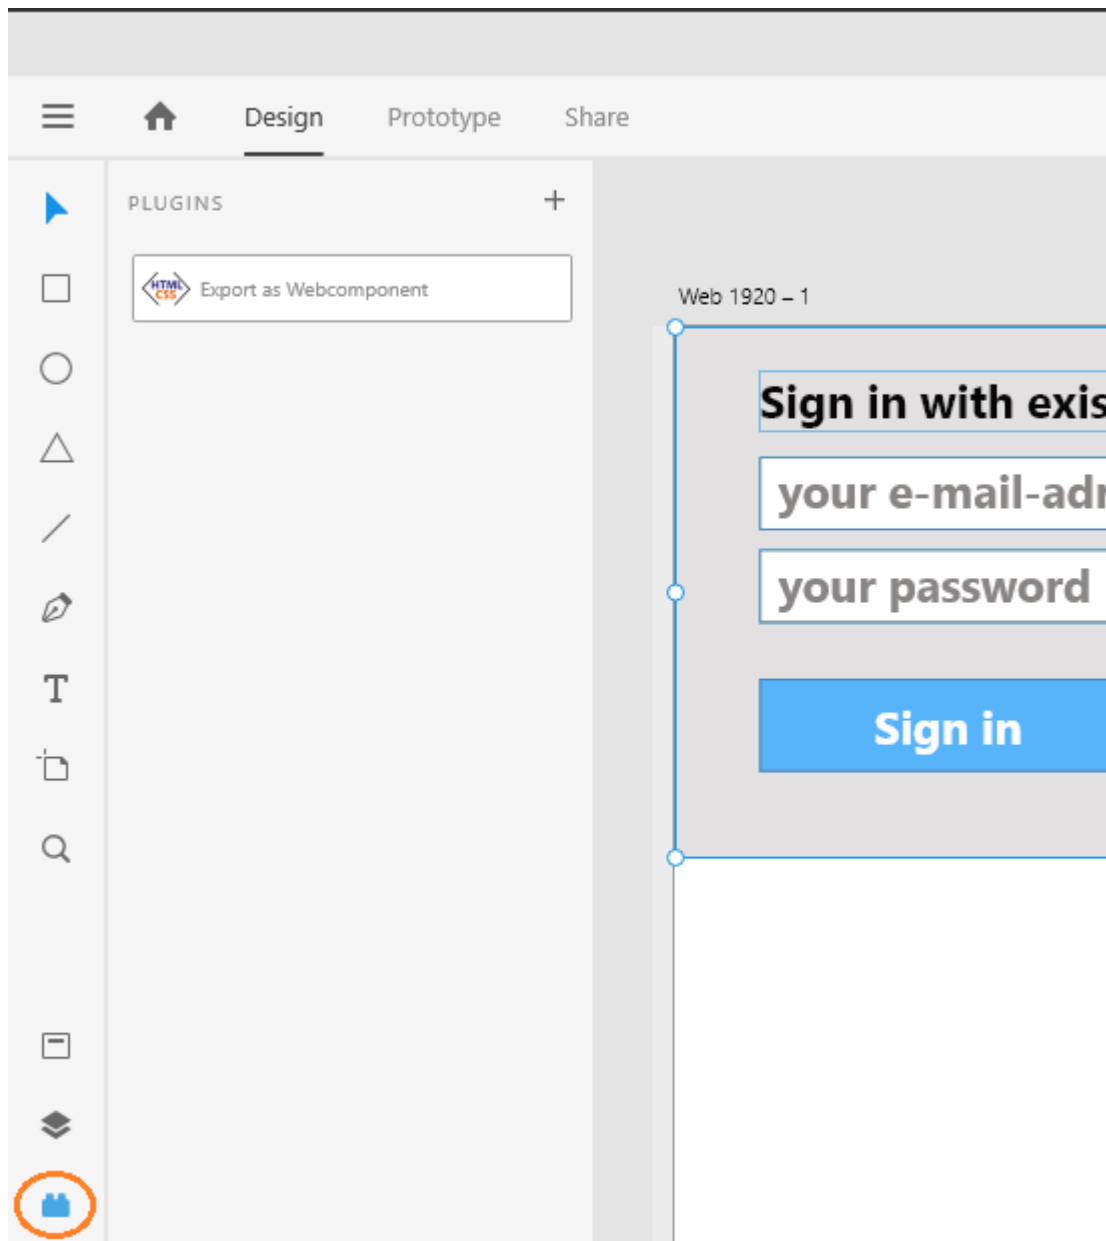 Design Prototype Share
PLUGINS
HTML
CSS
Export as Webcomponent
Web 1920 – 1
Sign in with exis
your e-mail-adr
your password
Sign in